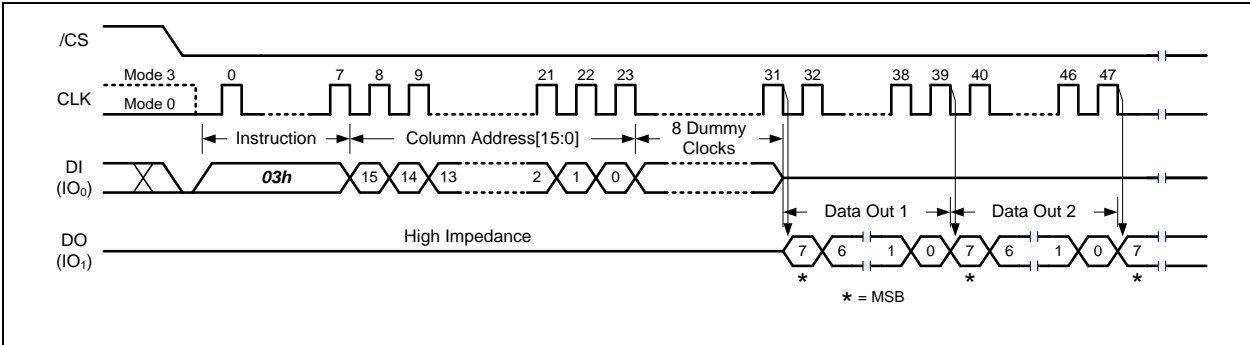 /CS
Mode 3 0 7 8 9 21 22 23 31 32 38 39 40 46 47
CLK
Mode 0
Instruction Column Address[15:0] 8 Dummy
Clocks
DI
(IO₀)
03h 15 14 13 2 1 0
Data Out 1 Data Out 2
DO
(IO₁)
High Impedance
7 6 1 0 7 6 1 0 7
* * *
* = MSB